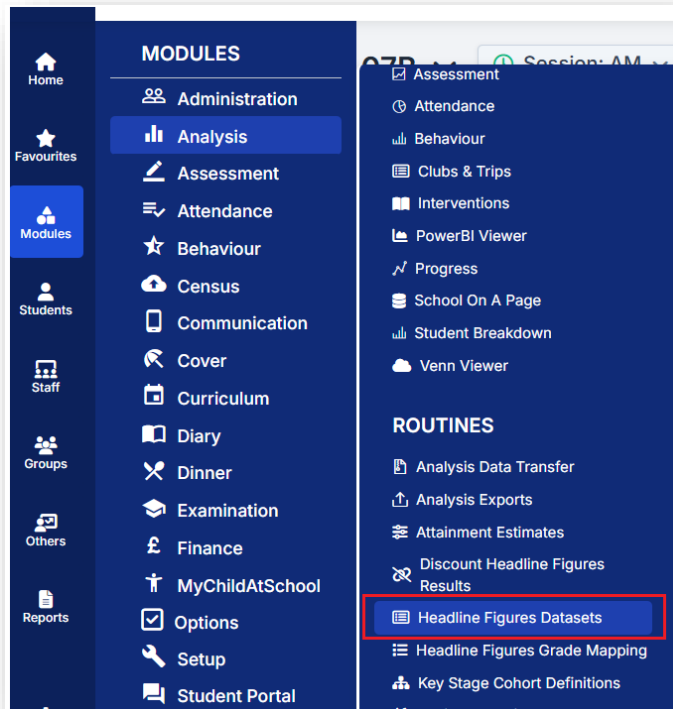 Home
Favourites
Modules
Students
Staff
Groups
Others
Reports
MODULES
Administration
Analysis
Assessment
Attendance
Behaviour
Census
Communication
Cover
Curriculum
Diary
Dinner
Examination
£ Finance
MyChildAtSchool
Options
Setup
Student Portal
Session: AM
Assessment
Attendance
Behaviour
Clubs & Trips
Interventions
PowerBI Viewer
Progress
School On A Page
Student Breakdown
Venn Viewer
ROUTINES
Analysis Data Transfer
Analysis Exports
Attainment Estimates
Discount Headline Figures
Results
Headline Figures Datasets
Headline Figures Grade Mapping
Key Stage Cohort Definitions